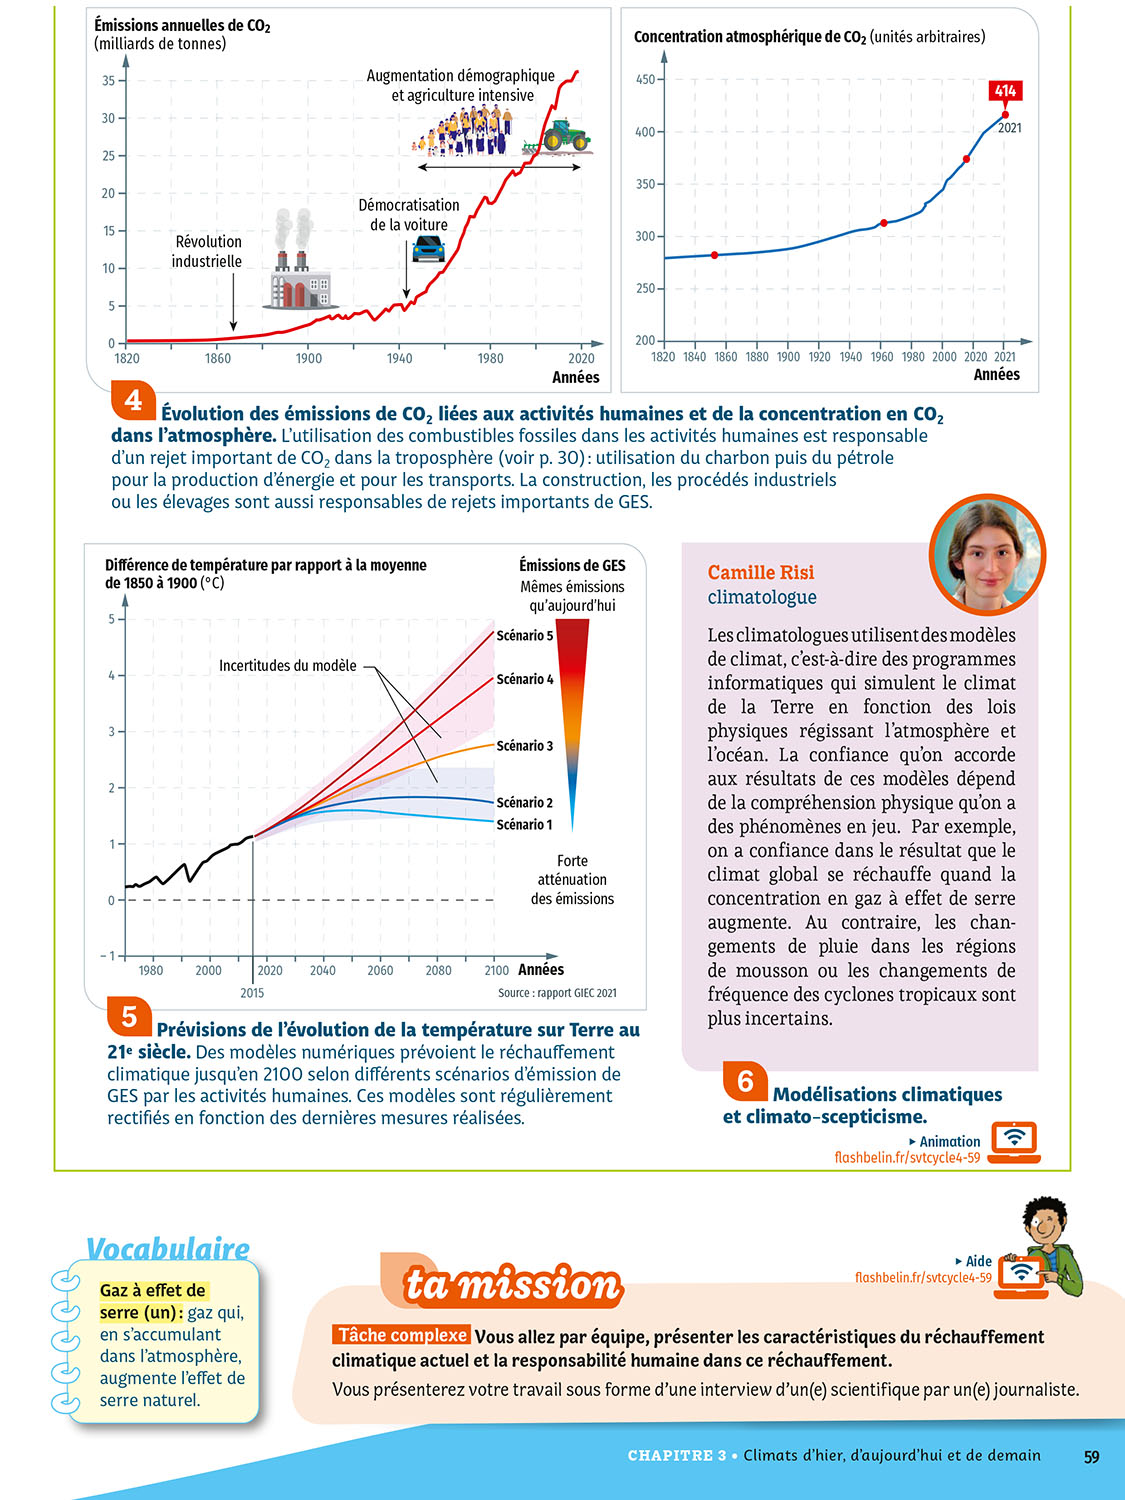 Émissions annuelles de CO2
(milliards de tonnes)
35
30
25
20
15
10
5
0
1820
1860
1900
1940
1980
2020
Années
Augmentation démographique
et agriculture intensive
Démocratisation
de la voiture
Révolution
industrielle
Concentration atmosphérique de CO2 (unités arbitraires)
450
400
350
300
250
200
414
2021
1820 1840 1860 1880 1900 1920 1940 1960 1980 2000 2020 2021
Années
4 Évolution des émissions de CO2 liées aux activités humaines et de la concentration en CO2
dans l’atmosphère. L’utilisation des combustibles fossiles dans les activités humaines est responsable
d’un rejet important de CO2 dans la troposphère (voir p. 30) : utilisation du charbon puis du pétrole
pour la production d’énergie et pour les transports. La construction, les procédés industriels
ou les élevages sont aussi responsables de rejets importants de GES.
Différence de température par rapport à la moyenne
de 1850 à 1900 (°C)
5
4
3
2
1
0
– 1
1980 2000 2020 2040 2060 2080 2100 Années
2015
Incertitudes du modèle
Émissions de GES
Mêmes émissions
qu’aujourd’hui
Scénario 5
Scénario 4
Scénario 3
Scénario 2
Scénario 1
Forte
atténuation
des émissions
Source : rapport GIEC 2021
5 Prévisions de l’évolution de la température sur Terre au
21e siècle. Des modèles numériques prévoient le réchauffement
climatique jusqu’en 2100 selon différents scénarios d’émission de
GES par les activités humaines. Ces modèles sont régulièrement
rectifiés en fonction des dernières mesures réalisées.
Camille Risi
climatologue
Les climatologues utilisent des modèles
de climat, c’est-à-dire des programmes
informatiques qui simulent le climat
de la Terre en fonction des lois
physiques régissant l’atmosphère et
l’océan. La confiance qu’on accorde
aux résultats de ces modèles dépend
de la compréhension physique qu’on a
des phénomènes en jeu. Par exemple,
on a confiance dans le résultat que le
climat global se réchauffe quand la
concentration en gaz à effet de serre
augmente. Au contraire, les chan-
gements de pluie dans les régions
de mousson ou les changements de
fréquence des cyclones tropicaux sont
plus incertains.
6 Modélisations climatiques
et climato-scepticisme.
▸ Animation
flashbelin.fr/svtcycle4-59
Vocabulaire
Gaz à effet de
serre (un) : gaz qui,
en s’accumulant
dans l’atmosphère,
augmente l’effet de
serre naturel.
ta mission
▸ Aide
flashbelin.fr/svtcycle4-59
Tâche complexe Vous allez par équipe, présenter les caractéristiques du réchauffement
climatique actuel et la responsabilité humaine dans ce réchauffement.
Vous présenterez votre travail sous forme d’une interview d’un(e) scientifique par un(e) journaliste.
CHAPITRE 3 • Climats d’hier, d’aujourd’hui et de demain 59